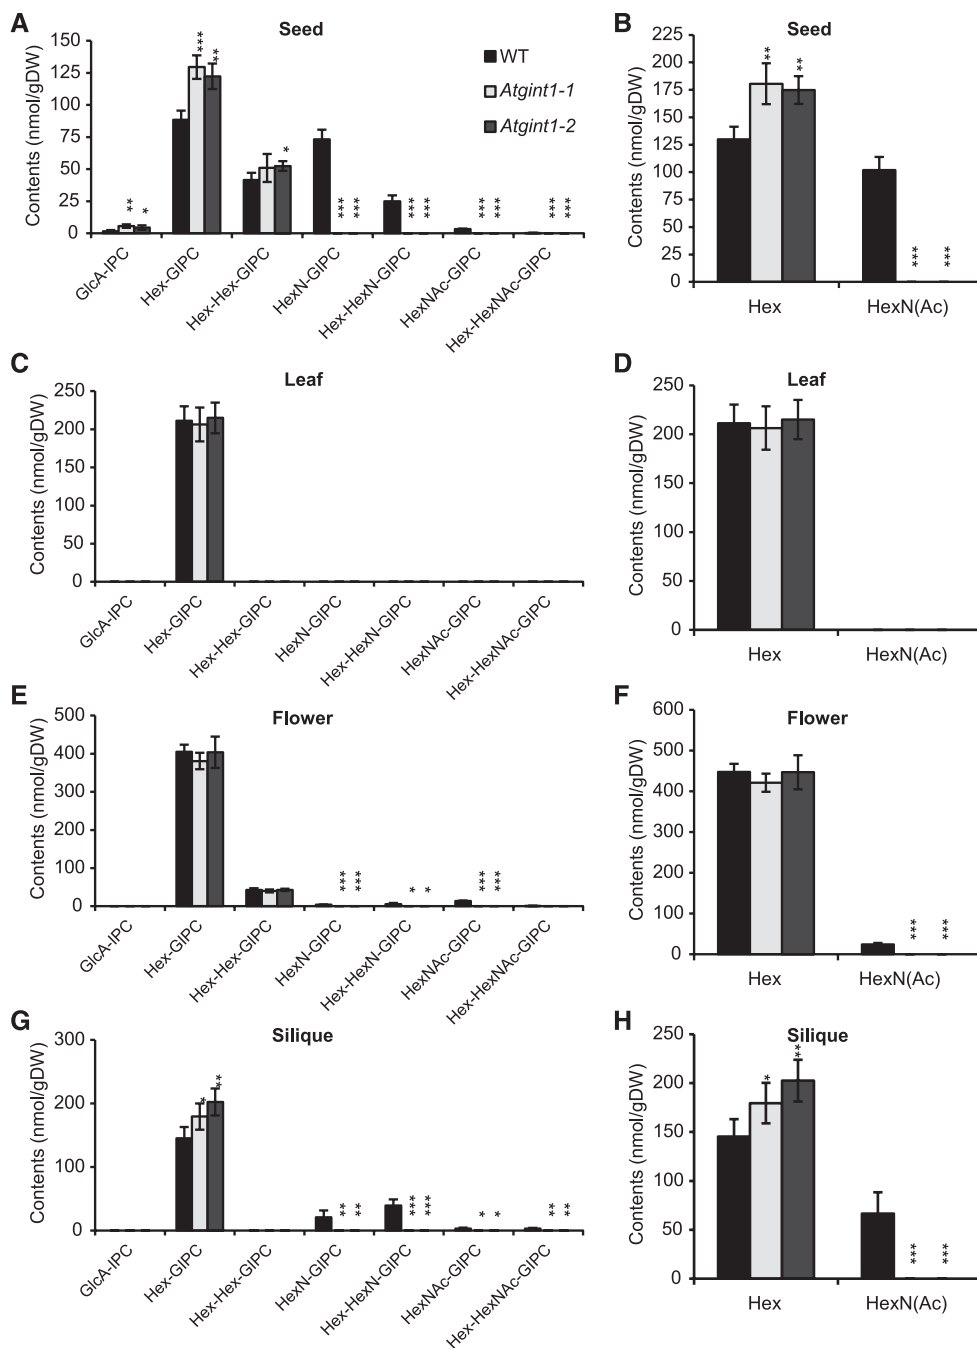 A
Seed
Contents (nmol/gDW)
150
125
100
75
50
25
0
WT
Atgint1-1
Atgint1-2
** * *** ** * *** *** *** *** *** *** *** ***
GlcA-IPC
Hex-GIPC
Hex-Hex-GIPC
HexN-GIPC
Hex-HexN-GIPC
HexNAc-GIPC
Hex-HexNAc-GIPC
B
Seed
Contents (nmol/gDW)
225
200
175
150
125
100
75
50
25
0
** ** *** ***
Hex
HexN(Ac)
C
Leaf
Contents (nmol/gDW)
250
200
150
100
50
0
GlcA-IPC
Hex-GIPC
Hex-Hex-GIPC
HexN-GIPC
Hex-HexN-GIPC
HexNAc-GIPC
Hex-HexNAc-GIPC
D
Leaf
Contents (nmol/gDW)
250
200
150
100
50
0
Hex
HexN(Ac)
E
Flower
Contents (nmol/gDW)
500
400
300
200
100
0
*** *** * * *** ***
GlcA-IPC
Hex-GIPC
Hex-Hex-GIPC
HexN-GIPC
Hex-HexN-GIPC
HexNAc-GIPC
Hex-HexNAc-GIPC
F
Flower
Contents (nmol/gDW)
600
500
400
300
200
100
0
*** ***
Hex
HexN(Ac)
G
Silique
Contents (nmol/gDW)
300
200
100
0
* ** ** ** *** *** * * ** **
GlcA-IPC
Hex-GIPC
Hex-Hex-GIPC
HexN-GIPC
Hex-HexN-GIPC
HexNAc-GIPC
Hex-HexNAc-GIPC
H
Silique
Contents (nmol/gDW)
250
200
150
100
50
0
* ** *** ***
Hex
HexN(Ac)